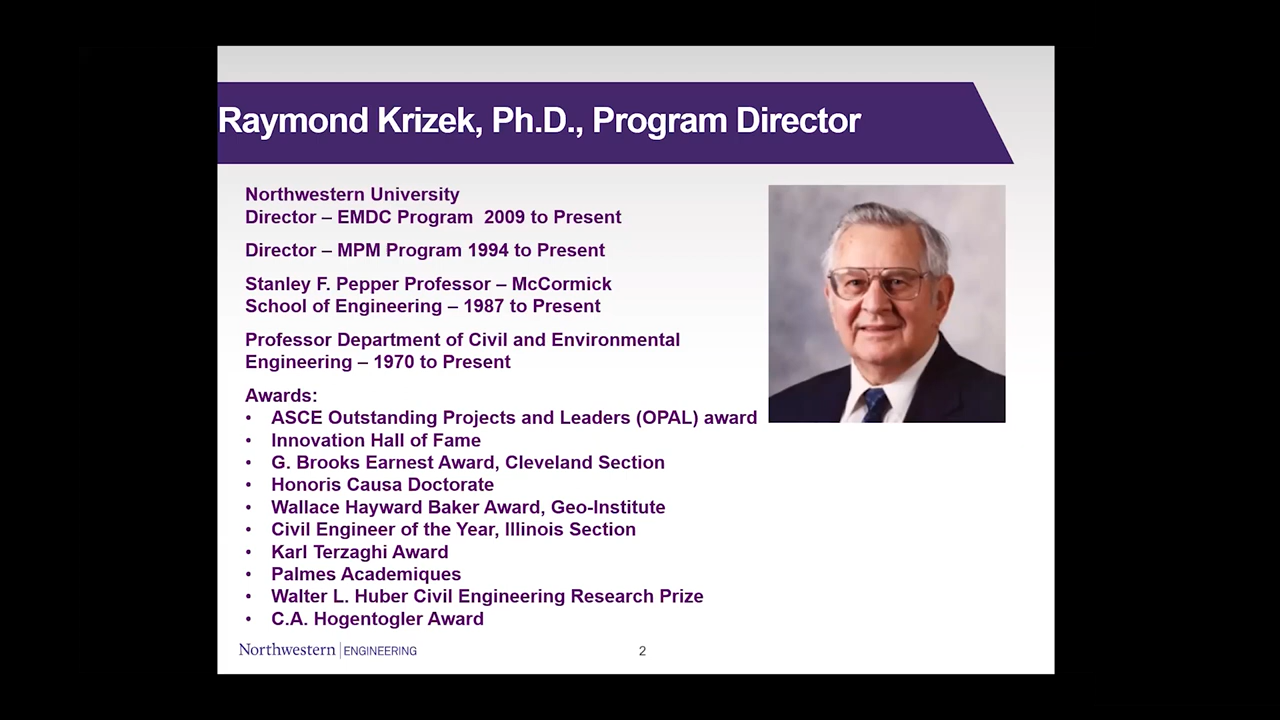 Raymond Krizek, Ph.D., Program Director
Northwestern University
Director – EMDC Program  2009 to Present
Director – MPM Program 1994 to Present
Stanley F. Pepper Professor – McCormick
School of Engineering – 1987 to Present
Professor Department of Civil and Environmental
Engineering – 1970 to Present
Awards:
• ASCE Outstanding Projects and Leaders (OPAL) award
• Innovation Hall of Fame
• G. Brooks Earnest Award, Cleveland Section
• Honoris Causa Doctorate
• Wallace Hayward Baker Award, Geo-Institute
• Civil Engineer of the Year, Illinois Section
• Karl Terzaghi Award
• Palmes Academiques
• Walter L. Huber Civil Engineering Research Prize
• C.A. Hogentogler Award
Northwestern | ENGINEERING
2